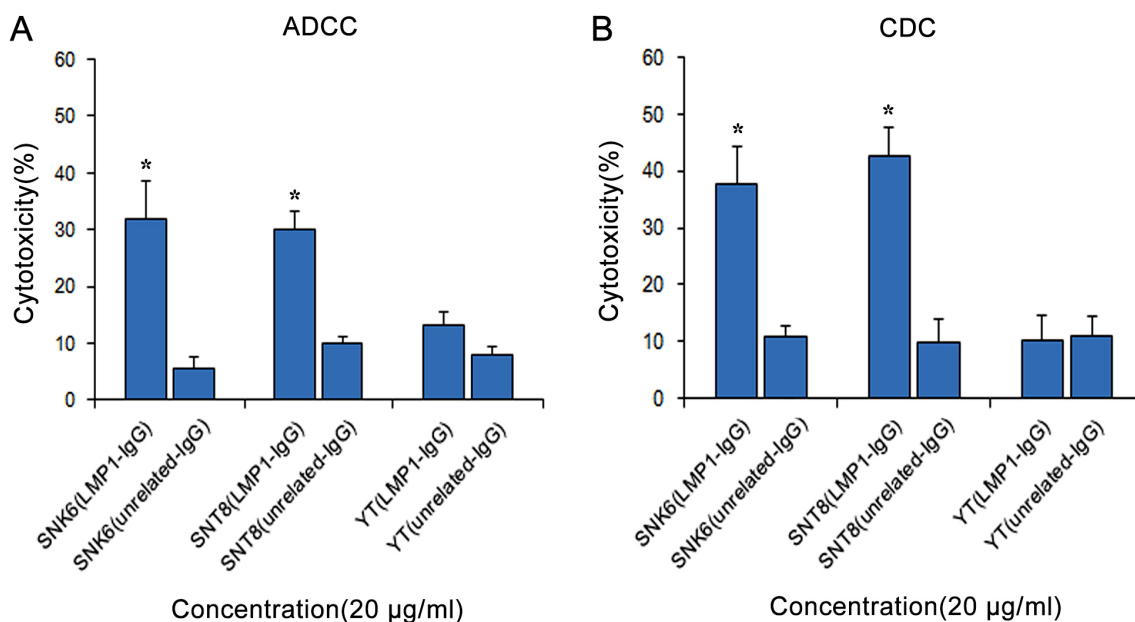 A
ADCC
Cytotoxicity(%)
60
50
40
30
20
10
0
*
*
SNK6(LMP1-IgG)
SNK6(unrelated-IgG)
SNT8(LMP1-IgG)
SNT8(unrelated-IgG)
YT(LMP1-IgG)
YT(unrelated-IgG)
Concentration(20 µg/ml)
B
CDC
Cytotoxicity(%)
60
50
40
30
20
10
0
*
*
SNK6(LMP1-IgG)
SNK6(unrelated-IgG)
SNT8(LMP1-IgG)
SNT8(unrelated-IgG)
YT(LMP1-IgG)
YT(unrelated-IgG)
Concentration(20 µg/ml)